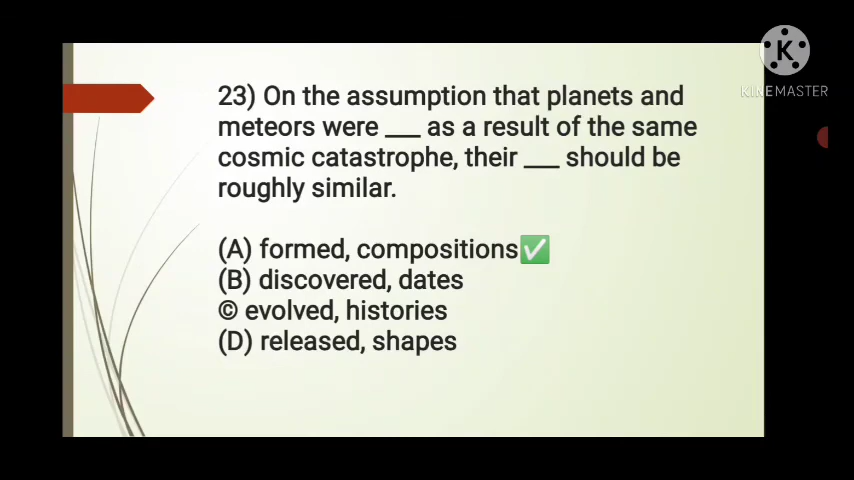 K
KINEMASTER
23) On the assumption that planets and
meteors were ___ as a result of the same
cosmic catastrophe, their ___ should be
roughly similar.
(A) formed, compositions✅
(B) discovered, dates
© evolved, histories
(D) released, shapes